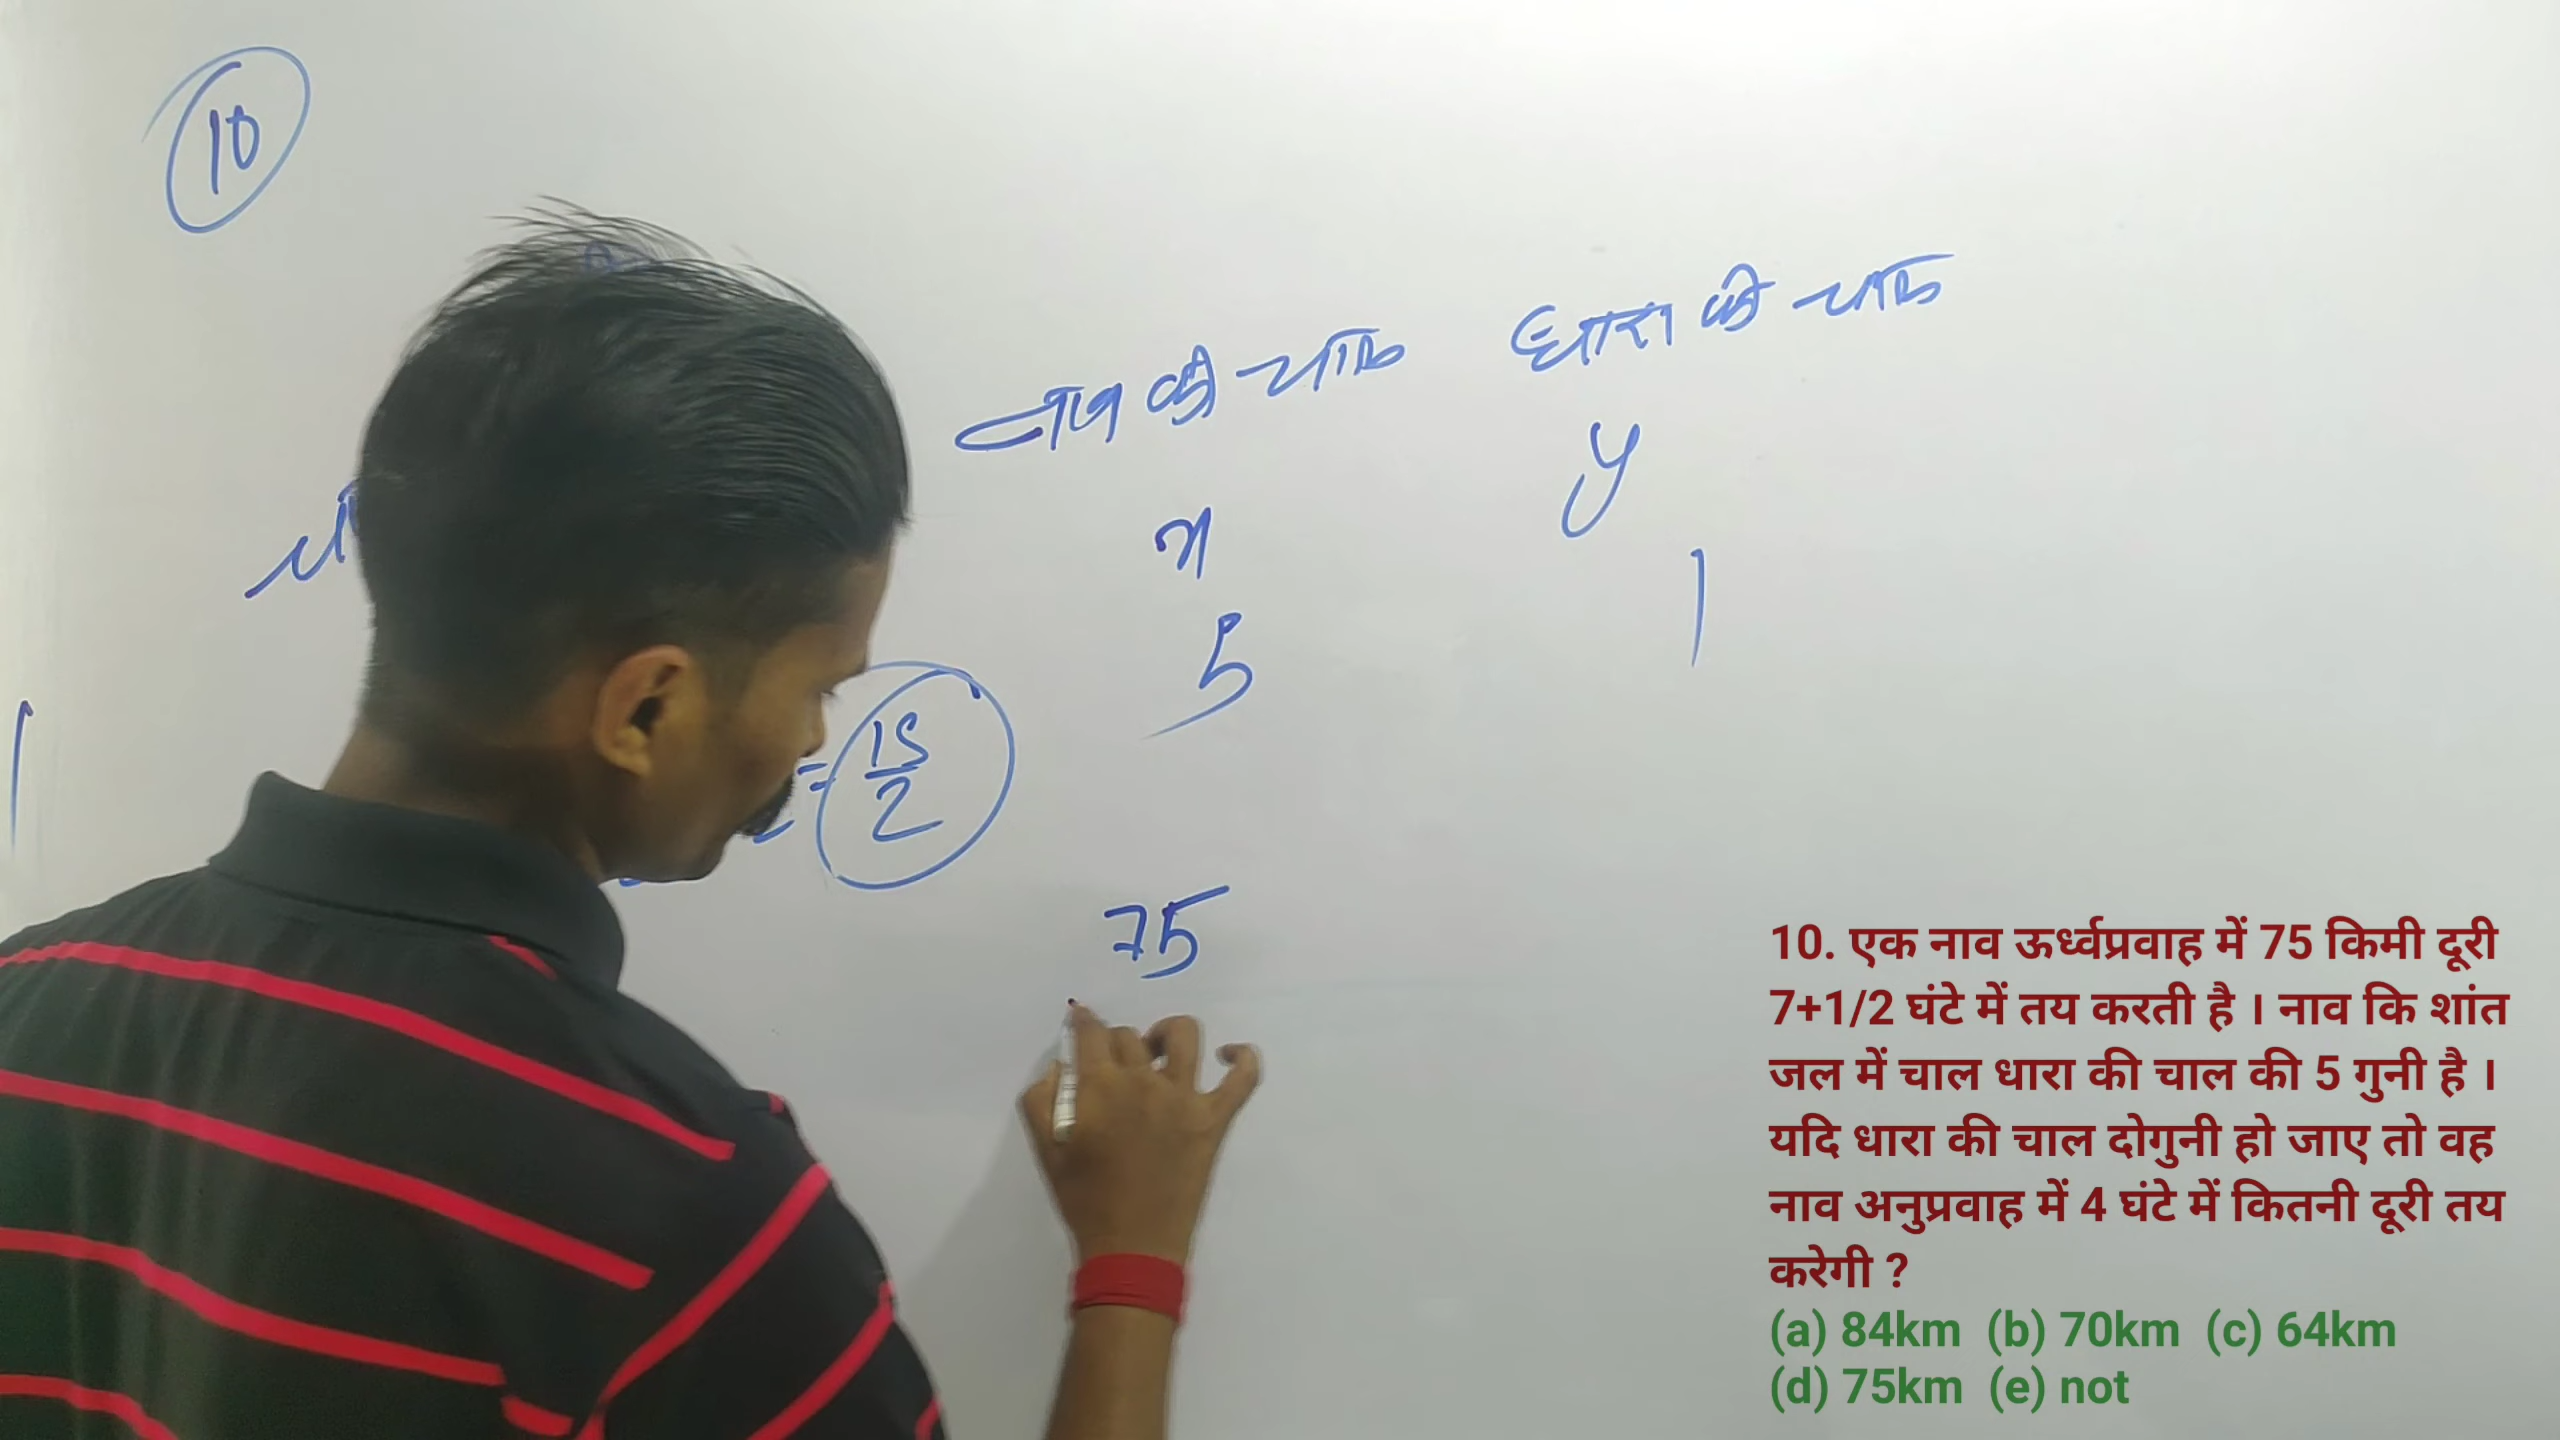 10
नाव की चाल धारा की चाल
x y
5 1
= 15/2
75
10. एक नाव ऊर्ध्वप्रवाह में 75 किमी दूरी
7+1/2 घंटे में तय करती है । नाव कि शांत
जल में चाल धारा की चाल की 5 गुनी है ।
यदि धारा की चाल दोगुनी हो जाए तो वह
नाव अनुप्रवाह में 4 घंटे में कितनी दूरी तय
करेगी ?
(a) 84km (b) 70km (c) 64km
(d) 75km (e) not